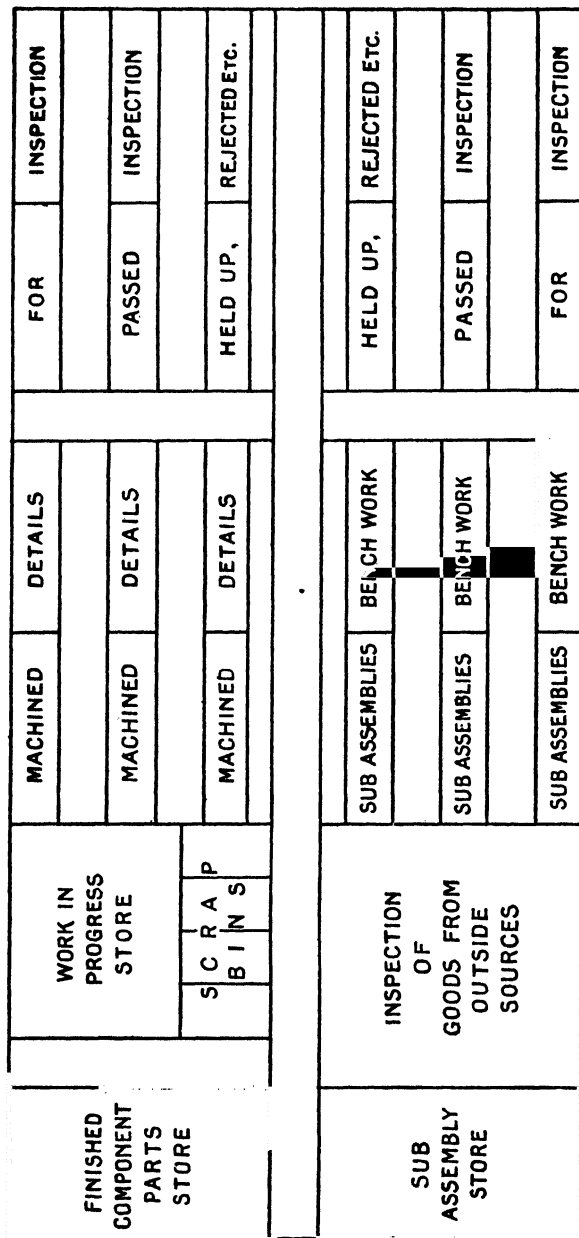 FINISHED
COMPONENT
PARTS
STORE
WORK IN
PROGRESS
STORE
SCRAP
BINS
MACHINED DETAILS
MACHINED DETAILS
MACHINED DETAILS
FOR INSPECTION
PASSED INSPECTION
HELD UP, REJECTED ETC.
SUB
ASSEMBLY
STORE
INSPECTION
OF
GOODS FROM
OUTSIDE
SOURCES
SUB ASSEMBLIES BENCH WORK
SUB ASSEMBLIES BENCH WORK
SUB ASSEMBLIES BENCH WORK
HELD UP, REJECTED ETC.
PASSED INSPECTION
FOR INSPECTION